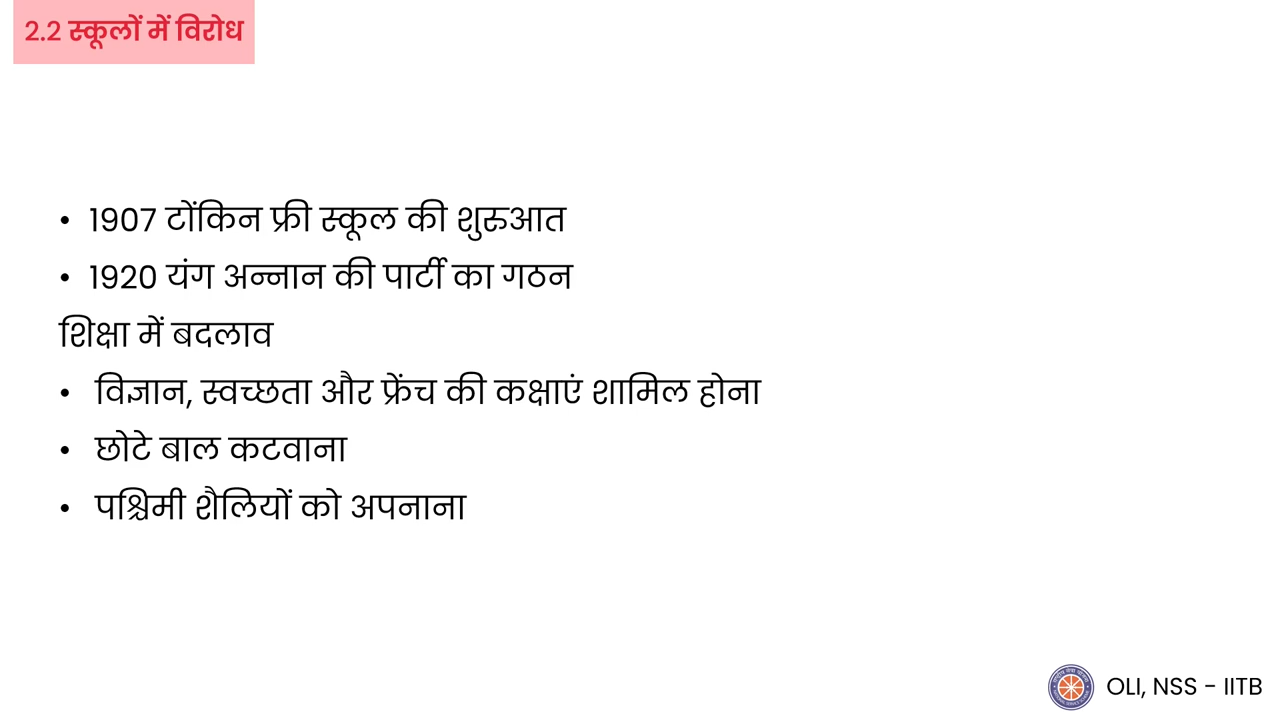 2.2 स्कूलों में विरोध
• 1907 टोंकिन फ्री स्कूल की शुरुआत
• 1920 यंग अन्नान की पार्टी का गठन
शिक्षा में बदलाव
• विज्ञान, स्वच्छता और फ्रेंच की कक्षाएं शामिल होना
• छोटे बाल कटवाना
• पश्चिमी शैलियों को अपनाना
OLI, NSS - IITB